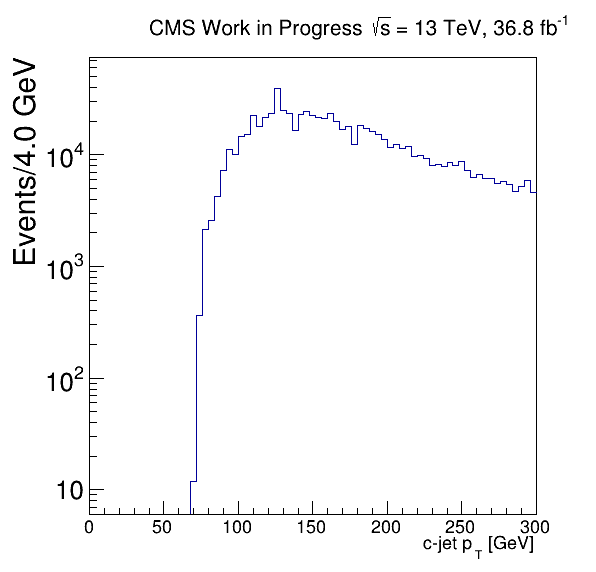 CMS Work in Progress √s = 13 TeV, 36.8 fb⁻¹
Events/4.0 GeV
10⁴
10³
10²
10
0 50 100 150 200 250 300
c-jet p_T [GeV]